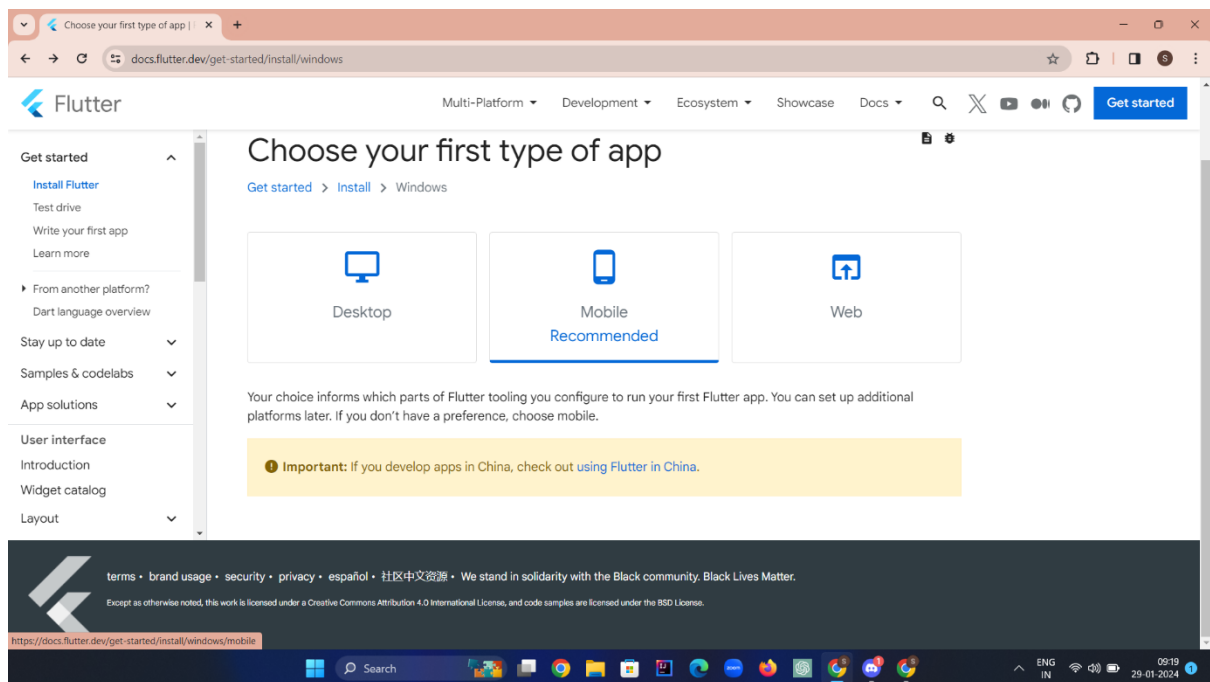 Choose your first type of app |
docs.flutter.dev/get-started/install/windows
S
Flutter
Multi-Platform
Development
Ecosystem
Showcase
Docs
Get started
Get started
Install Flutter
Test drive
Write your first app
Learn more
From another platform?
Dart language overview
Stay up to date
Samples & codelabs
App solutions
User interface
Introduction
Widget catalog
Layout
Choose your first type of app
Get started > Install > Windows
Desktop
Mobile
Recommended
Web
Your choice informs which parts of Flutter tooling you configure to run your first Flutter app. You can set up additional
platforms later. If you don't have a preference, choose mobile.
Important: If you develop apps in China, check out using Flutter in China.
terms • brand usage • security • privacy • español • 社区中文资源 • We stand in solidarity with the Black community. Black Lives Matter.
Except as otherwise noted, this work is licensed under a Creative Commons Attribution 4.0 International License, and code samples are licensed under the BSD License.
https://docs.flutter.dev/get-started/install/windows/mobile
Search
zoom
ENG
IN
09:19
29-01-2024
1